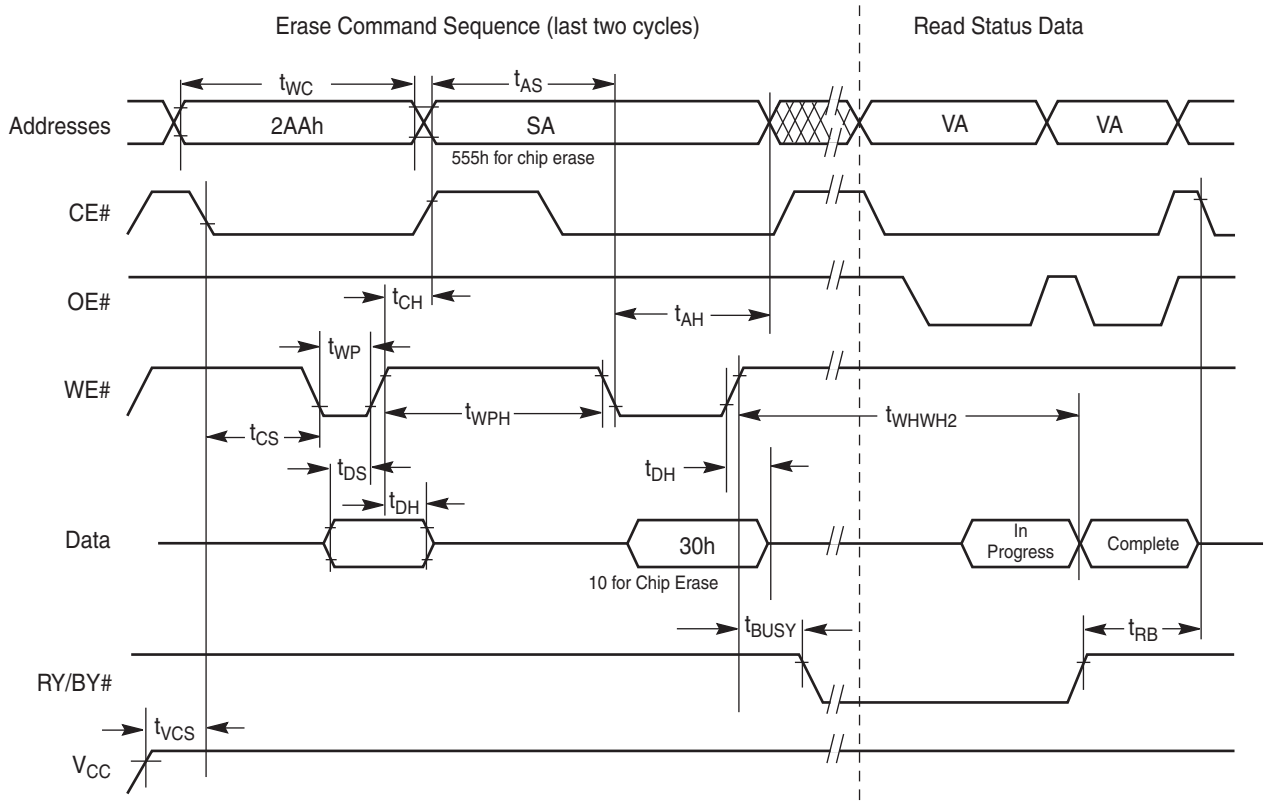 Erase Command Sequence (last two cycles)
Read Status Data
tWC
tAS
Addresses
2AAh
SA
VA
VA
555h for chip erase
CE#
OE#
tCH
tAH
tWP
WE#
tWPH
tWHWH2
tCS
tDS
tDH
tDH
Data
30h
In
Progress
Complete
10 for Chip Erase
tBUSY
tRB
RY/BY#
tVCS
VCC